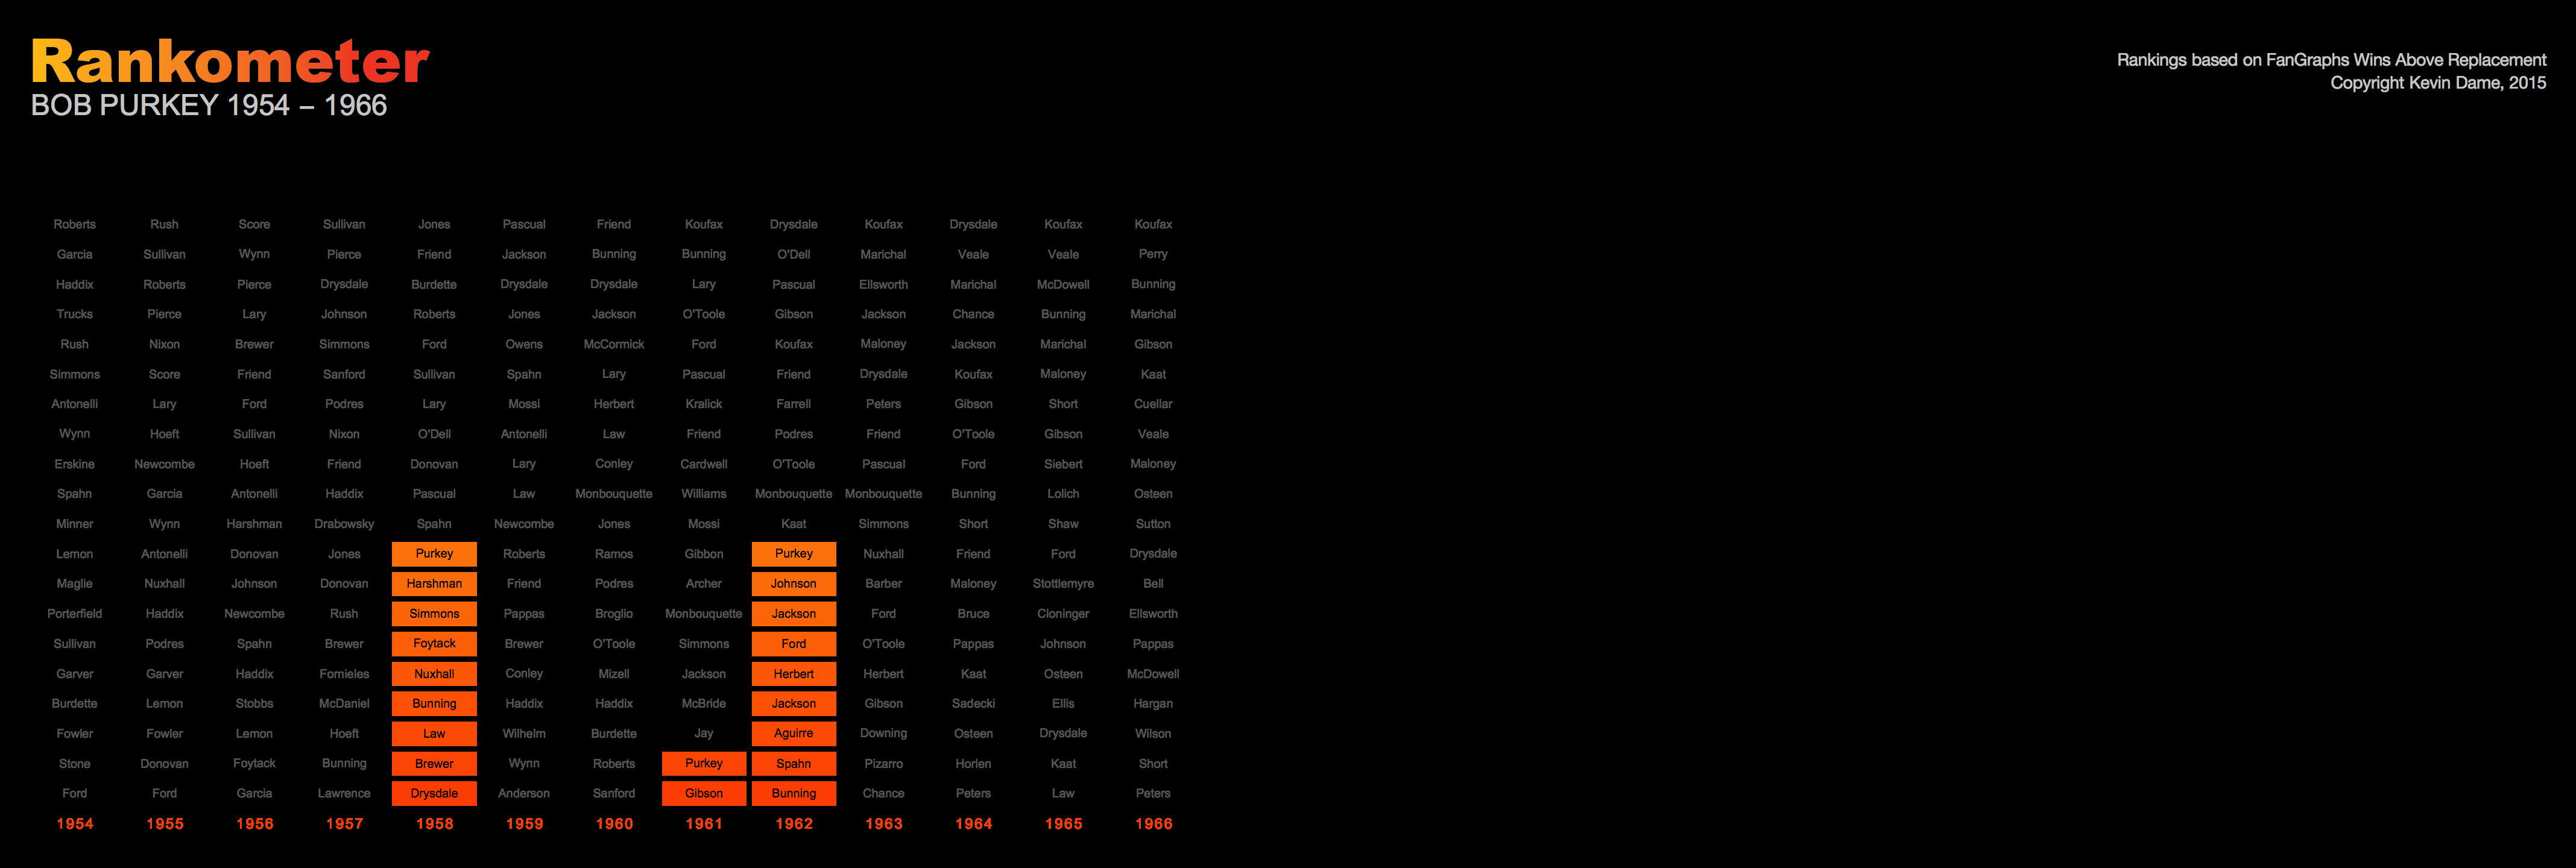 Rankometer
BOB PURKEY 1954 – 1966
Rankings based on FanGraphs Wins Above Replacement
Copyright Kevin Dame, 2015
Roberts Rush Score Sullivan Jones Pascual Friend Koufax Drysdale Koufax Drysdale Koufax Koufax
Garcia Sullivan Wynn Pierce Friend Jackson Bunning Bunning O'Dell Marichal Veale Veale Perry
Haddix Roberts Pierce Drysdale Burdette Drysdale Drysdale Lary Pascual Ellsworth Marichal McDowell Bunning
Trucks Pierce Lary Johnson Roberts Jones Jackson O'Toole Gibson Jackson Chance Bunning Marichal
Rush Nixon Brewer Simmons Ford Owens McCormick Ford Koufax Maloney Jackson Marichal Gibson
Simmons Score Friend Sanford Sullivan Spahn Lary Pascual Friend Drysdale Koufax Maloney Kaat
Antonelli Lary Ford Podres Lary Mossi Herbert Kralick Farrell Peters Gibson Short Cuellar
Wynn Hoeft Sullivan Nixon O'Dell Antonelli Law Friend Podres Friend O'Toole Gibson Veale
Erskine Newcombe Hoeft Friend Donovan Lary Conley Cardwell O'Toole Pascual Ford Siebert Maloney
Spahn Garcia Antonelli Haddix Pascual Law Monbouquette Williams Monbouquette Monbouquette Bunning Lolich Osteen
Minner Wynn Harshman Drabowsky Spahn Newcombe Jones Mossi Kaat Simmons Short Shaw Sutton
Lemon Antonelli Donovan Jones Purkey Roberts Ramos Gibbon Purkey Nuxhall Friend Ford Drysdale
Maglie Nuxhall Johnson Donovan Harshman Friend Podres Archer Johnson Barber Maloney Stottlemyre Bell
Porterfield Haddix Newcombe Rush Simmons Pappas Broglio Monbouquette Jackson Ford Bruce Cloninger Ellsworth
Sullivan Podres Spahn Brewer Foytack Brewer O'Toole Simmons Ford O'Toole Pappas Johnson Pappas
Garver Garver Haddix Fornieles Nuxhall Conley Mizell Jackson Herbert Herbert Kaat Osteen McDowell
Burdette Lemon Stobbs McDaniel Bunning Haddix Haddix McBride Jackson Gibson Sadecki Ellis Hargan
Fowler Fowler Lemon Hoeft Law Wilhelm Burdette Jay Aguirre Downing Osteen Drysdale Wilson
Stone Donovan Foytack Bunning Brewer Wynn Roberts Purkey Spahn Pizarro Horlen Kaat Short
Ford Ford Garcia Lawrence Drysdale Anderson Sanford Gibson Bunning Chance Peters Law Peters
1954 1955 1956 1957 1958 1959 1960 1961 1962 1963 1964 1965 1966